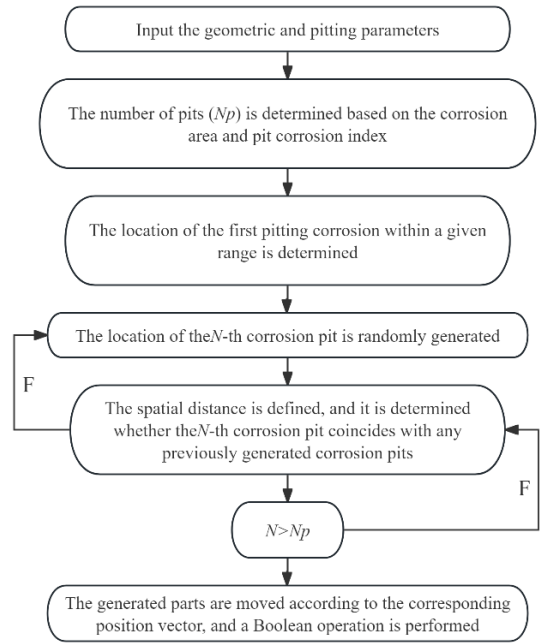 Input the geometric and pitting parameters
The number of pits (Np) is determined based on the corrosion
area and pit corrosion index
The location of the first pitting corrosion within a given
range is determined
The location of theN-th corrosion pit is randomly generated
F
The spatial distance is defined, and it is determined
whether theN-th corrosion pit coincides with any
previously generated corrosion pits
F
N>Np
The generated parts are moved according to the corresponding
position vector, and a Boolean operation is performed